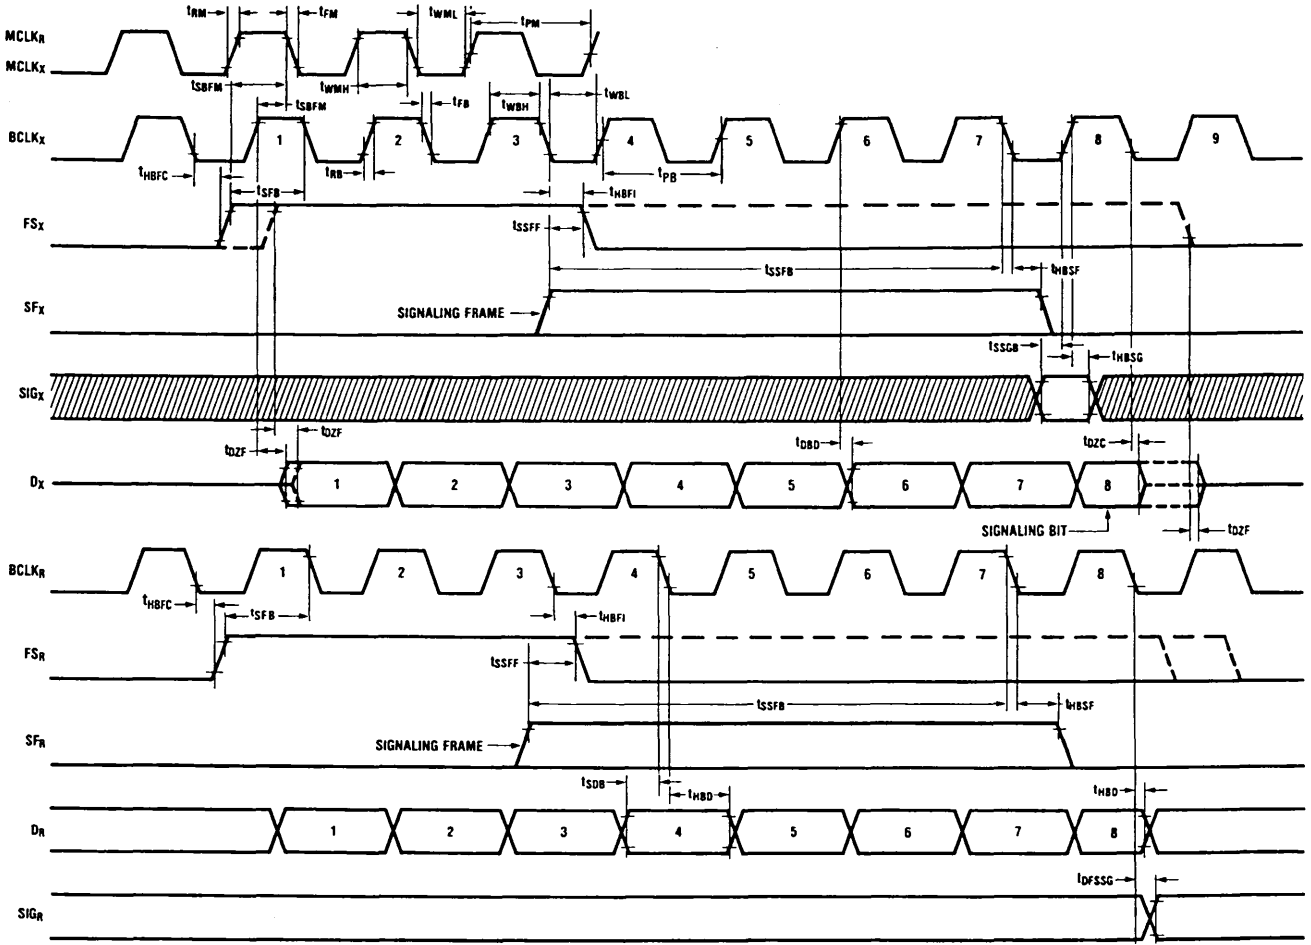 tRM tFM tWML tPM
MCLKR
MCLKX
tSBFM tSBFM tWMH tFB tWBH tWBL
BCLKX 1 2 3 4 5 6 7 8 9
tHBFC tSFB tRB tHBFI tPB
FSX tSSFF
tSSFB tHBSF
SFX SIGNALING FRAME
tSSGB tHBSG
SIGX
tDZF tDZF tDBD tDZC
DX 1 2 3 4 5 6 7 8
SIGNALING BIT tDZF
BCLKR 1 2 3 4 5 6 7 8
tHBFC tSFB tHBFI
FSR tSSFF
tSSFB tHBSF
SFR SIGNALING FRAME
tSDB tHBD tHBD
DR 1 2 3 4 5 6 7 8
tDFSSG
SIGR